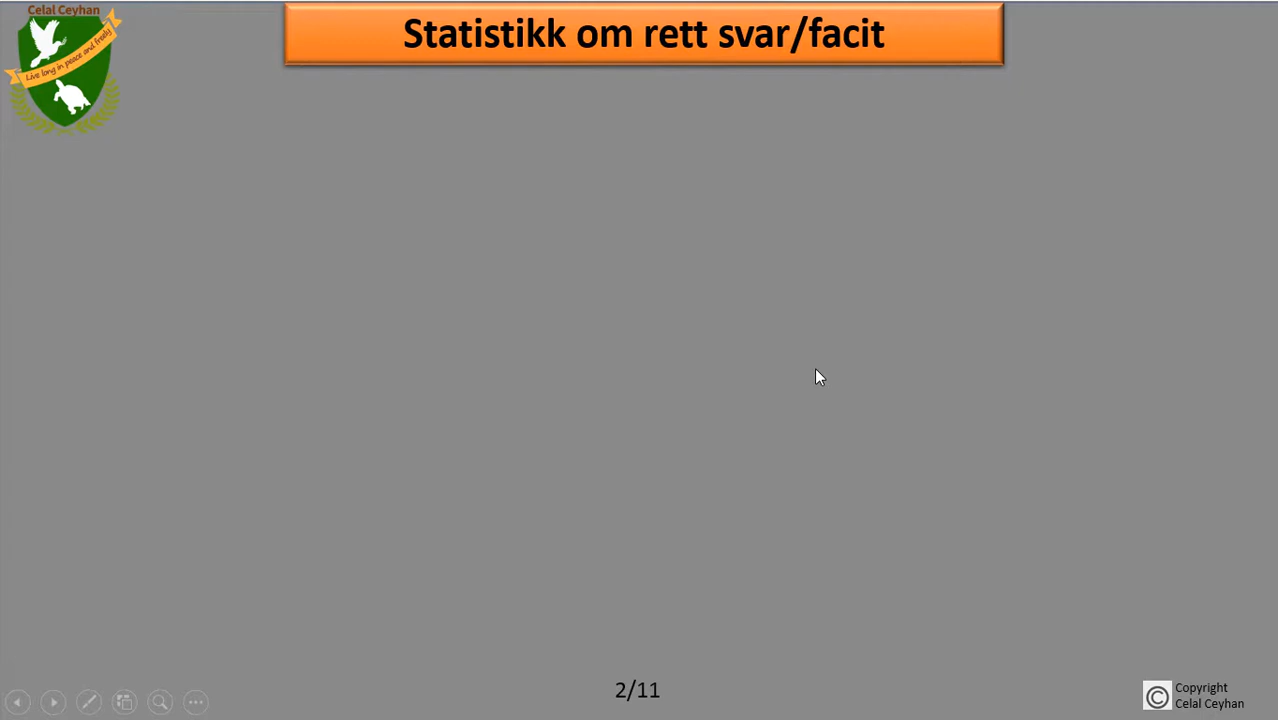 Celal Ceyhan
Statistikk om rett svar/facit
Live long in peace and freely
2/11
©
Copyright
Celal Ceyhan